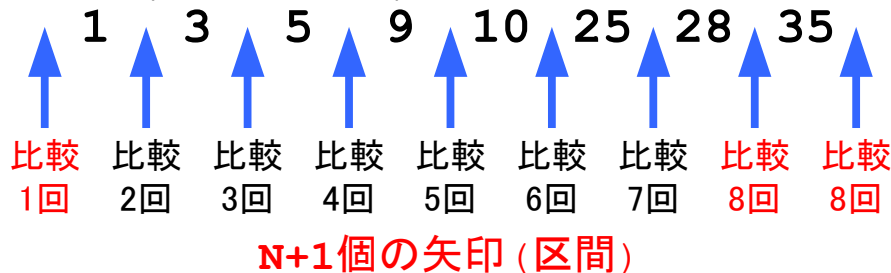 1 3 5 9 10 25 28 35
比較 比較 比較 比較 比較 比較 比較 比較 比較
1回 2回 3回 4回 5回 6回 7回 8回 8回
N+1個の矢印(区間)